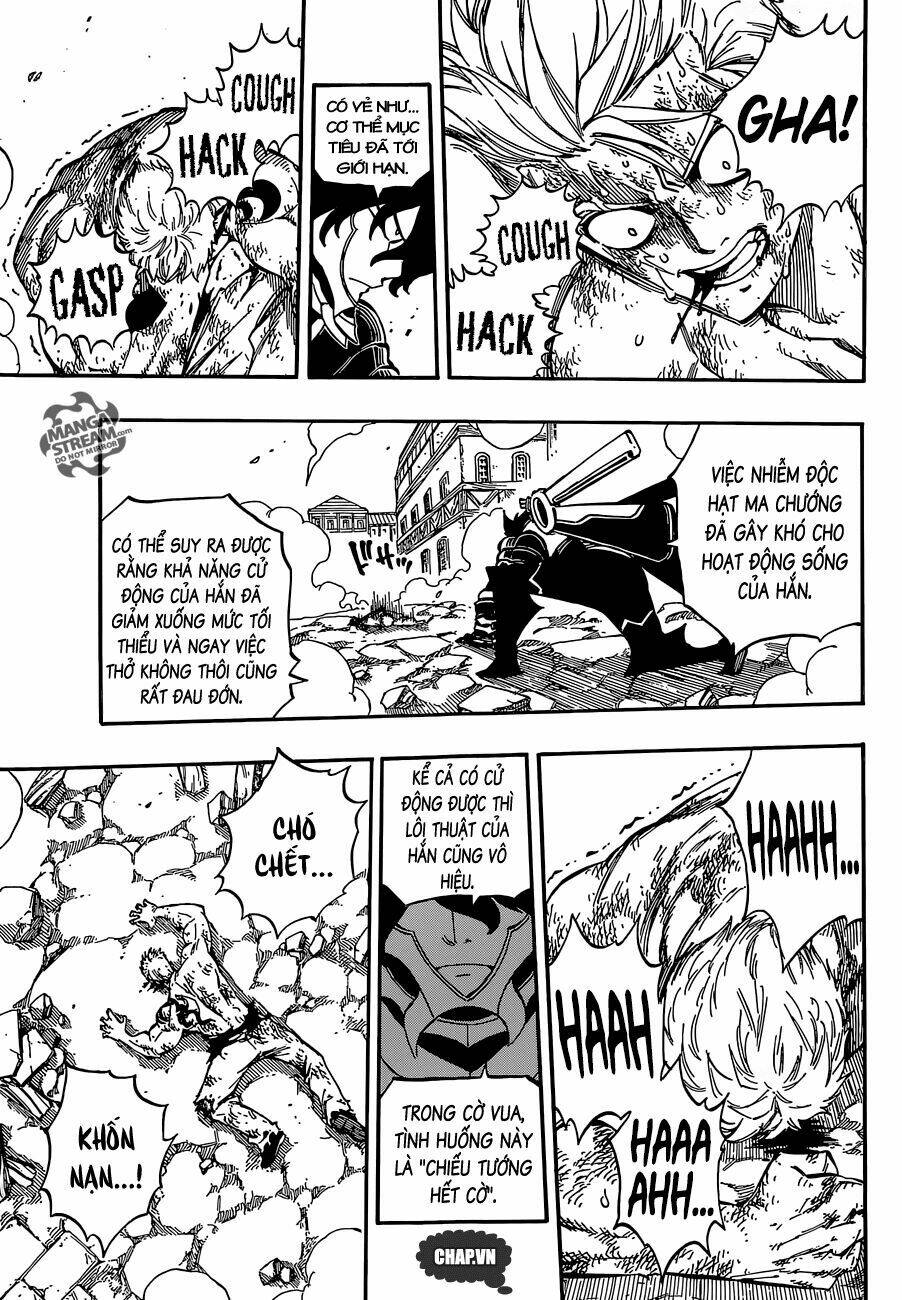 GHA!
COUGH
HACK
CÓ VẺ NHƯ...
CƠ THỂ MỤC
TIÊU ĐÃ TỚI
GIỚI HẠN.
COUGH
HACK
GASP
MANGA
STREAM.com
DO NOT MIRROR
VIỆC NHIỄM ĐỘC
HẠT MA CHƯỚNG
ĐÃ GÂY KHÓ CHO
HOẠT ĐỘNG SỐNG
CỦA HẮN.
ドサ...
CÓ THỂ SUY RA ĐƯỢC
RẰNG KHẢ NĂNG CỬ
ĐỘNG CỦA HẮN ĐÃ
GIẢM XUỐNG MỨC TỐI
THIỂU VÀ NGAY VIỆC
THỞ KHÔNG THÔI CŨNG
RẤT ĐAU ĐỚN.
HAAHH...
HAAH
HAAA
AHH...
KỂ CẢ CÓ CỬ
ĐỘNG ĐƯỢC THÌ
LÔI THUẬT CỦA
HẮN CŨNG VÔ
HIỆU.
TRONG CỜ VUA,
TÌNH HUỐNG NÀY
LÀ "CHIẾU TƯỚNG
HẾT CỜ".
CHÓ
CHẾT...
KHỐN
NẠN...!
CHAP.VN